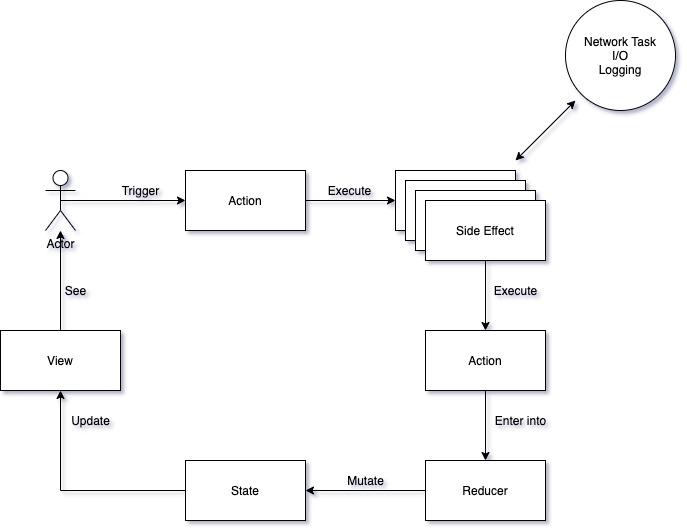 Network Task
I/O
Logging
Trigger
Action
Execute
Actor
Side Effect
See
Execute
View
Action
Update
Enter into
State
Mutate
Reducer